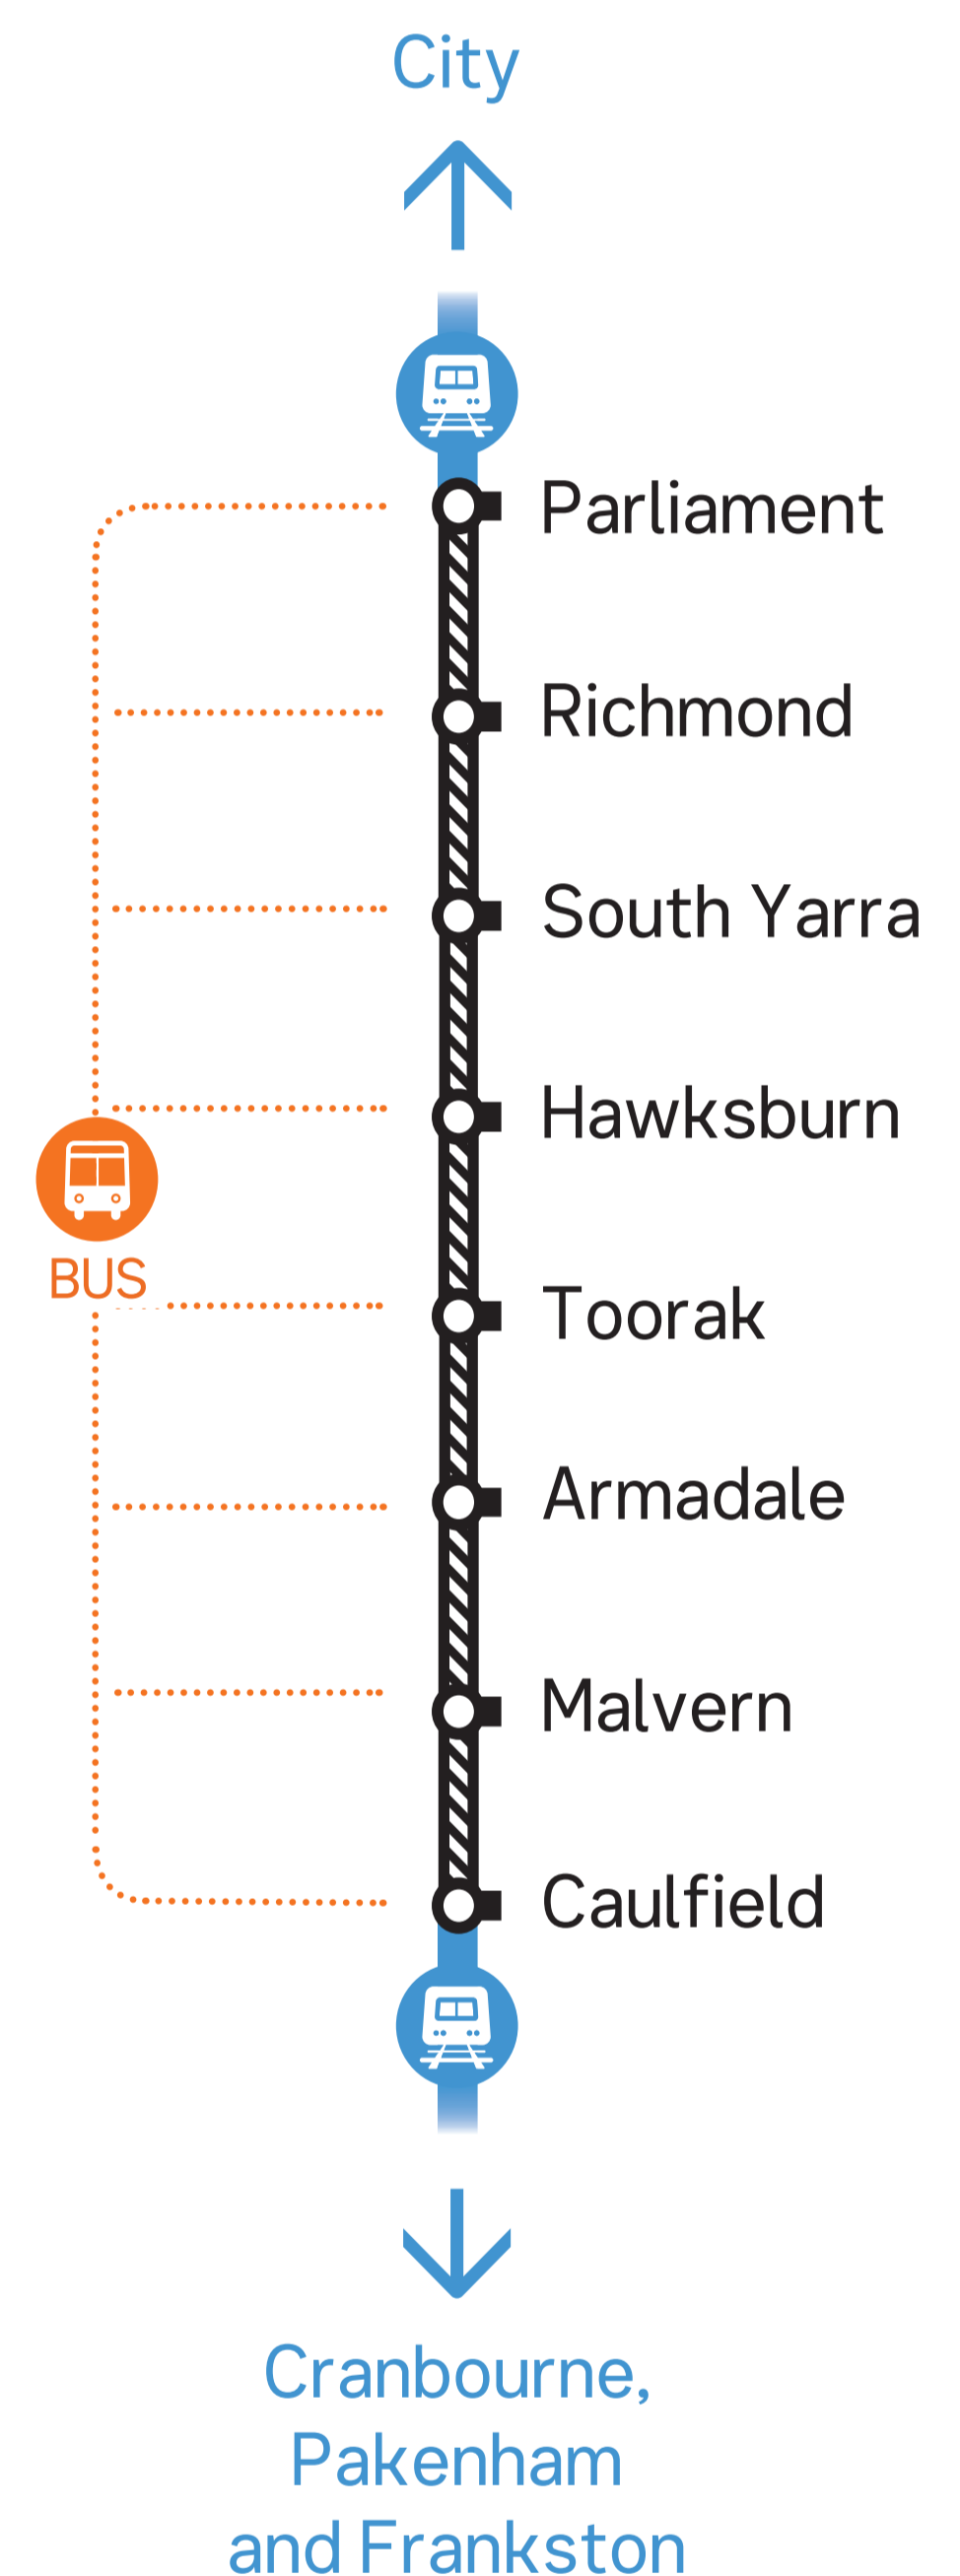 City
Parliament
Richmond
South Yarra
Hawksburn
BUS
Toorak
Armadale
Malvern
Caulfield
Cranbourne,
Pakenham
and Frankston